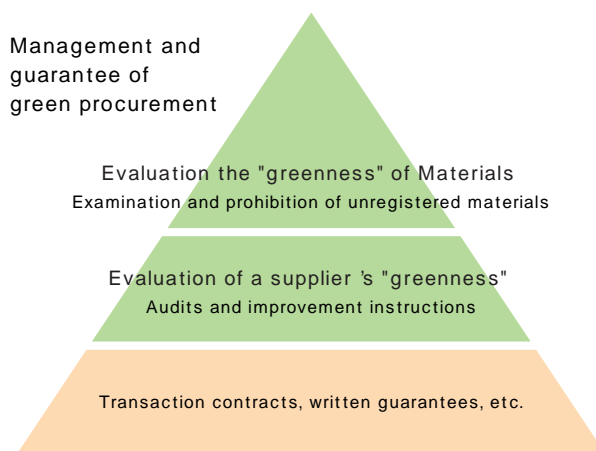 Management and
guarantee of
green procurement
Evaluation the "greenness" of Materials
Examination and prohibition of unregistered materials
Evaluation of a supplier 's "greenness"
Audits and improvement instructions
Transaction contracts, written guarantees, etc.